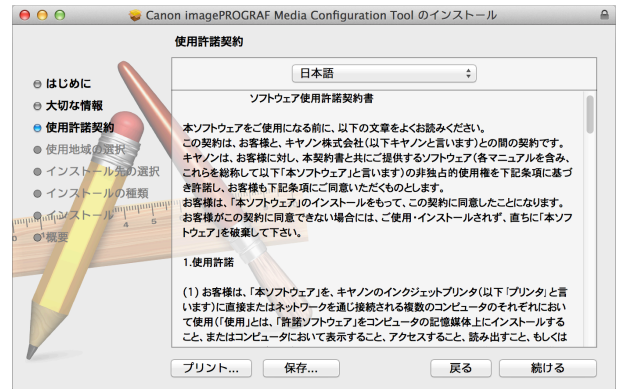 Canon imagePROGRAF Media Configuration Tool のインストール
使用許諾契約
はじめに
大切な情報
使用許諾契約
使用地域の選択
インストール先の選択
インストールの種類
インストール
概要
日本語
ソフトウェア使用許諾契約書
本ソフトウェアをご使用になる前に、以下の文章をよくお読みください。
この契約は、お客様と、キヤノン株式会社(以下キヤノンと言います)との間の契約です。
キヤノンは、お客様に対し、本契約書と共にご提供するソフトウェア(各マニュアルを含み、
これらを総称して以下「本ソフトウェア」と言います)の非独占的使用権を下記条項に基づ
き許諾し、お客様も下記条項にご同意いただくものとします。
お客様は、「本ソフトウェア」のインストールをもって、この契約に同意したことになります。
お客様がこの契約に同意できない場合には、ご使用・インストールされず、直ちに「本ソフ
トウェア」を破棄して下さい。
1.使用許諾
(1) お客様は、「本ソフトウェア」を、キヤノンのインクジェットプリンタ(以下「プリンタ」と言
います)に直接またはネットワークを通じ接続される複数のコンピュータのそれぞれにおい
て使用(「使用」とは、「許諾ソフトウェア」をコンピュータの記憶媒体上にインストールする
こと、またはコンピュータにおいて表示すること、アクセスすること、読み出すこと、もしくは
プリント...
保存...
戻る
続ける
0
4
5